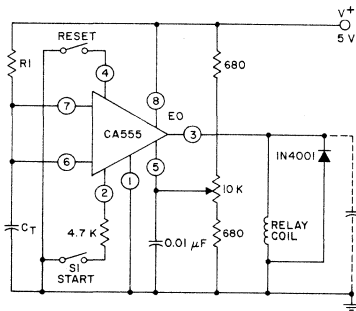 V+
5 V
RESET
R1
680
4
8
7
EO
CA555
3
6
5
IN4001
2
1
10 K
4.7 K
RELAY
COIL
CT
0.01 µF
680
S1
START